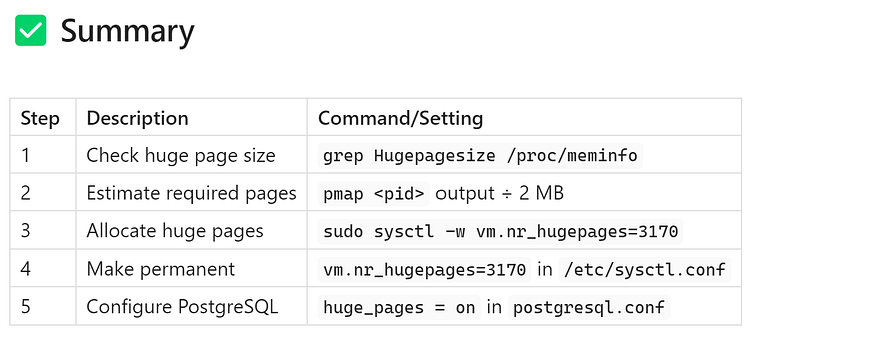 ✅ Summary
Step Description Command/Setting
1 Check huge page size grep Hugepagesize /proc/meminfo
2 Estimate required pages pmap <pid> output ÷ 2 MB
3 Allocate huge pages sudo sysctl -w vm.nr_hugepages=3170
4 Make permanent vm.nr_hugepages=3170 in /etc/sysctl.conf
5 Configure PostgreSQL huge_pages = on in postgresql.conf